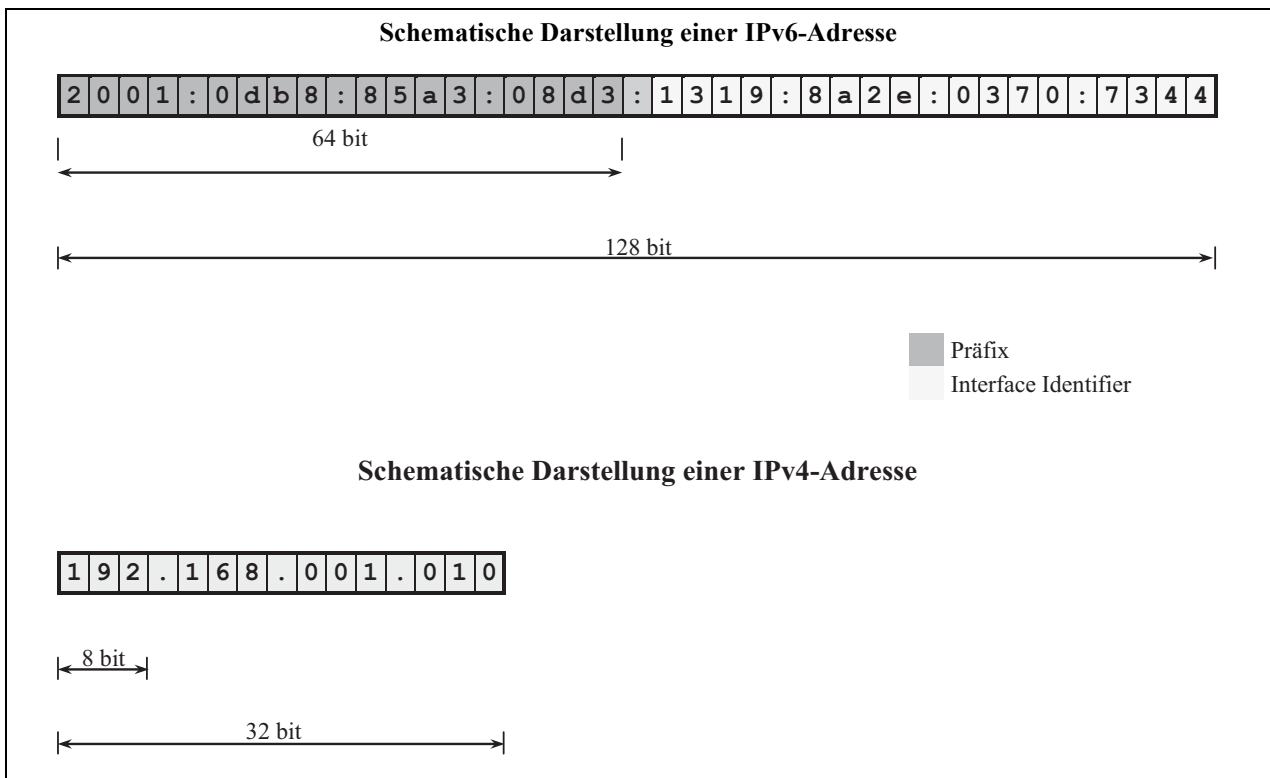 Schematische Darstellung einer IPv6-Adresse
2001:0db8:85a3:08d3:1319:8a2e:0370:7344
64 bit
128 bit
Präfix
Interface Identifier
Schematische Darstellung einer IPv4-Adresse
192.168.001.010
8 bit
32 bit